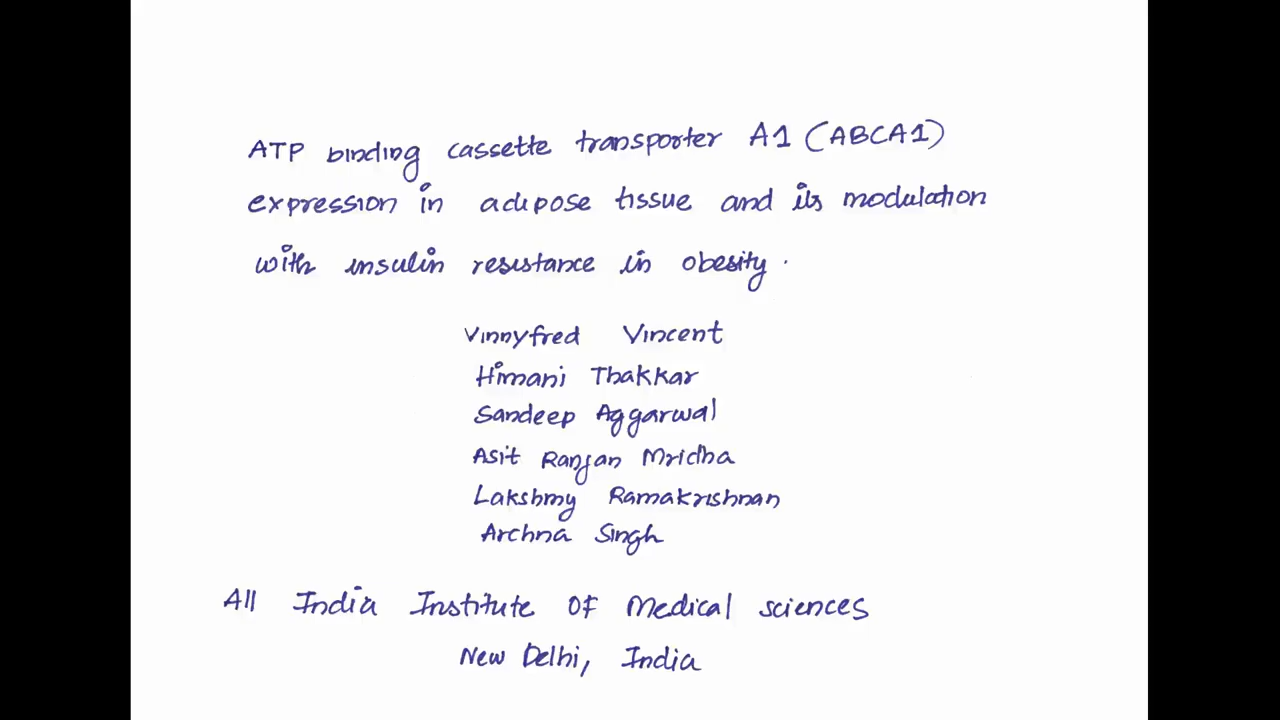 ATP binding cassette transporter A1 (ABCA1)
expression in adipose tissue and its modulation
with insulin resistance in obesity.
Vinnyfred Vincent
Himani Thakkar
Sandeep Aggarwal
Asit Ranjan Mridha
Lakshmy Ramakrishnan
Archna Singh
All India Institute OF Medical sciences
New Delhi, India